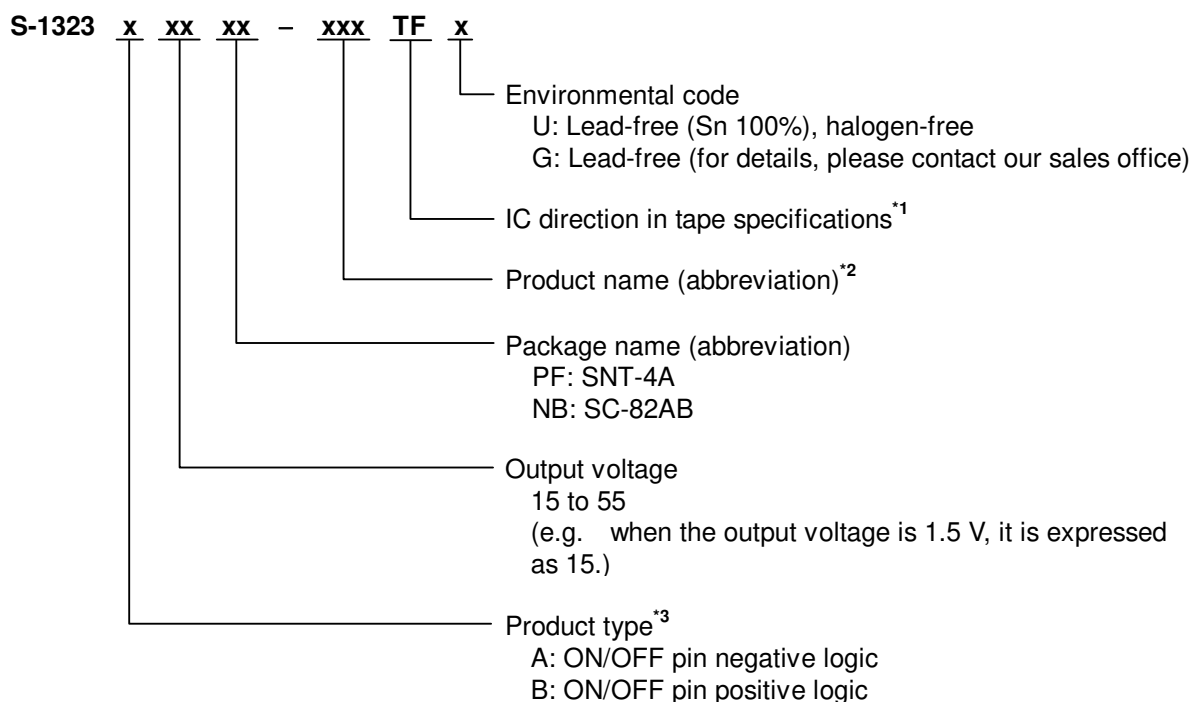 S-1323 x xx xx – xxx TF x
Environmental code
U: Lead-free (Sn 100%), halogen-free
G: Lead-free (for details, please contact our sales office)
IC direction in tape specifications*1
Product name (abbreviation)*2
Package name (abbreviation)
PF: SNT-4A
NB: SC-82AB
Output voltage
15 to 55
(e.g. when the output voltage is 1.5 V, it is expressed
as 15.)
Product type*3
A: ON/OFF pin negative logic
B: ON/OFF pin positive logic